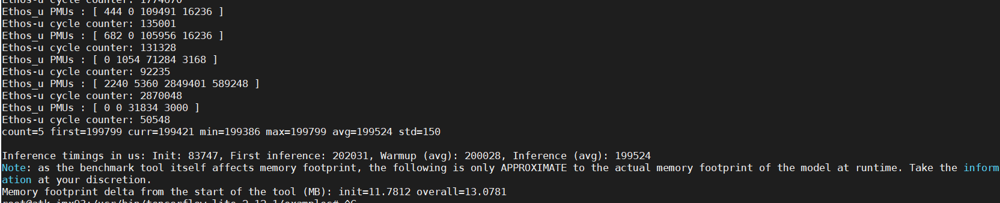 Ethos-u cycle counter: 1774670
Ethos_u PMUs : [ 444 0 109491 16236 ]
Ethos-u cycle counter: 135001
Ethos_u PMUs : [ 682 0 105956 16236 ]
Ethos-u cycle counter: 131328
Ethos_u PMUs : [ 0 1054 71284 3168 ]
Ethos-u cycle counter: 92235
Ethos_u PMUs : [ 2240 5360 2849401 589248 ]
Ethos-u cycle counter: 2870048
Ethos_u PMUs : [ 0 0 31834 3000 ]
Ethos-u cycle counter: 50548
count=5 first=199799 curr=199421 min=199386 max=199799 avg=199524 std=150
Inference timings in us: Init: 83747, First inference: 202031, Warmup (avg): 200028, Inference (avg): 199524
Note: as the benchmark tool itself affects memory footprint, the following is only APPROXIMATE to the actual memory footprint of the model at runtime. Take the inform
ation at your discretion.
Memory footprint delta from the start of the tool (MB): init=11.7812 overall=13.0781
root@atk-imx93:/usr/bin/tensorflow-lite-2.12.1/examples# ^C